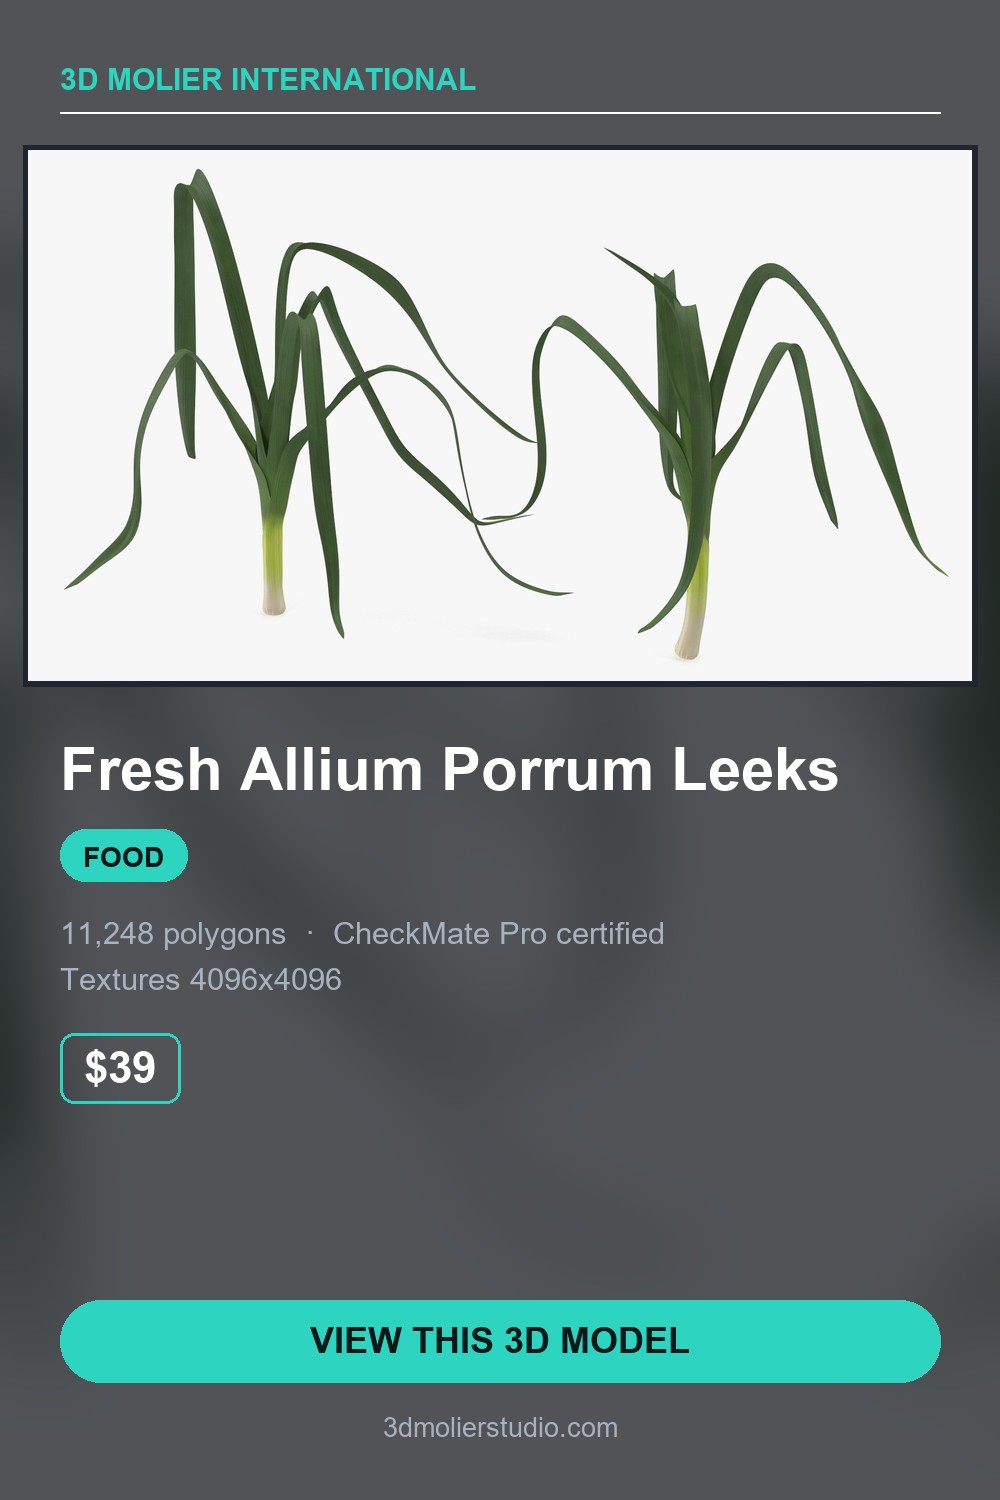 3D MOLIER INTERNATIONAL
Fresh Allium Porrum Leeks
FOOD
11,248 polygons · CheckMate Pro certified
Textures 4096x4096
$39
VIEW THIS 3D MODEL
3dmolierstudio.com